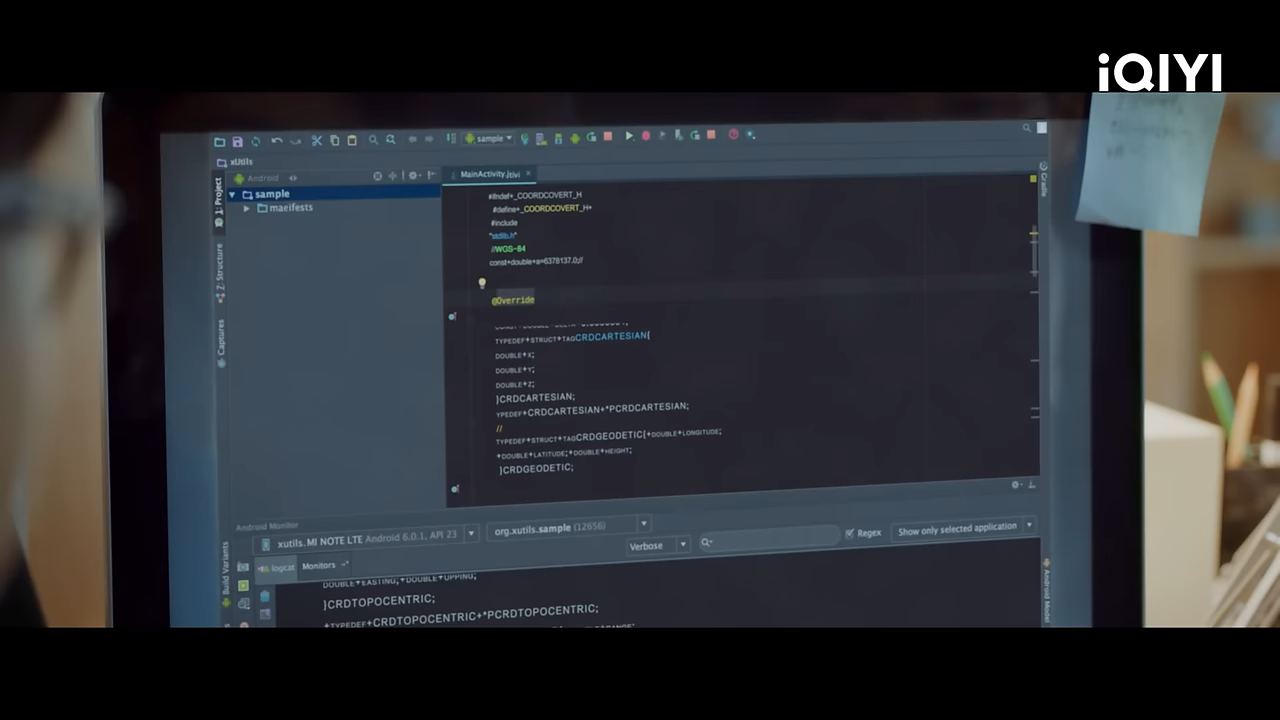 iQIYI
sample
xUtils
Android
MainActivity.jtivi ×
1: Project
Gradle
sample
maeifests
#ifndef+_COORDCOVERT_H
#define+_COORDCOVERT_H+
#include
"stdlib.h"
//WGS-84
const+double+a=6378137.0;//
Z: Structure
@Override
Captures
TYPEDEF+STRUCT+TAGCRDCARTESIAN{
DOUBLE+X;
DOUBLE+Y;
DOUBLE+Z;
}CRDCARTESIAN;
YPEDEF+CRDCARTESIAN+*PCRDCARTESIAN;
//
TYPEDEF+STRUCT+TAGCRDGEODETIC{+DOUBLE+LONGITUDE;
+DOUBLE+LATITUDE;+DOUBLE+HEIGHT;
}CRDGEODETIC;
Android Monitor
xutils.MI NOTE LTE Android 6.0.1, API 23
org.xutils.sample (12656)
Verbose
Regex
Show only selected application
Build Variants
logcat
Monitors
Android Model
DOUBLE+EASTING;+DOUBLE+UPPING;
}CRDTOPOCENTRIC;
+TYPEDEF+CRDTOPOCENTRIC+*PCRDTOPOCENTRIC;